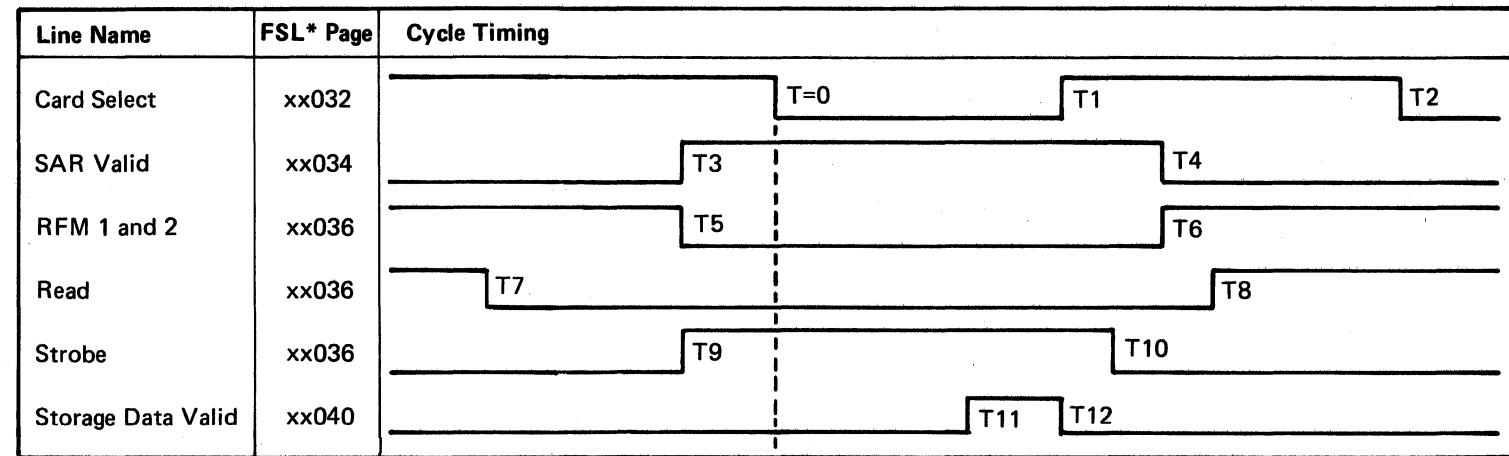 Line Name FSL* Page Cycle Timing
Card Select xx032 T=0 T1 T2
SAR Valid xx034 T3 T4
RFM 1 and 2 xx036 T5 T6
Read xx036 T7 T8
Strobe xx036 T9 T10
Storage Data Valid xx040 T11 T12